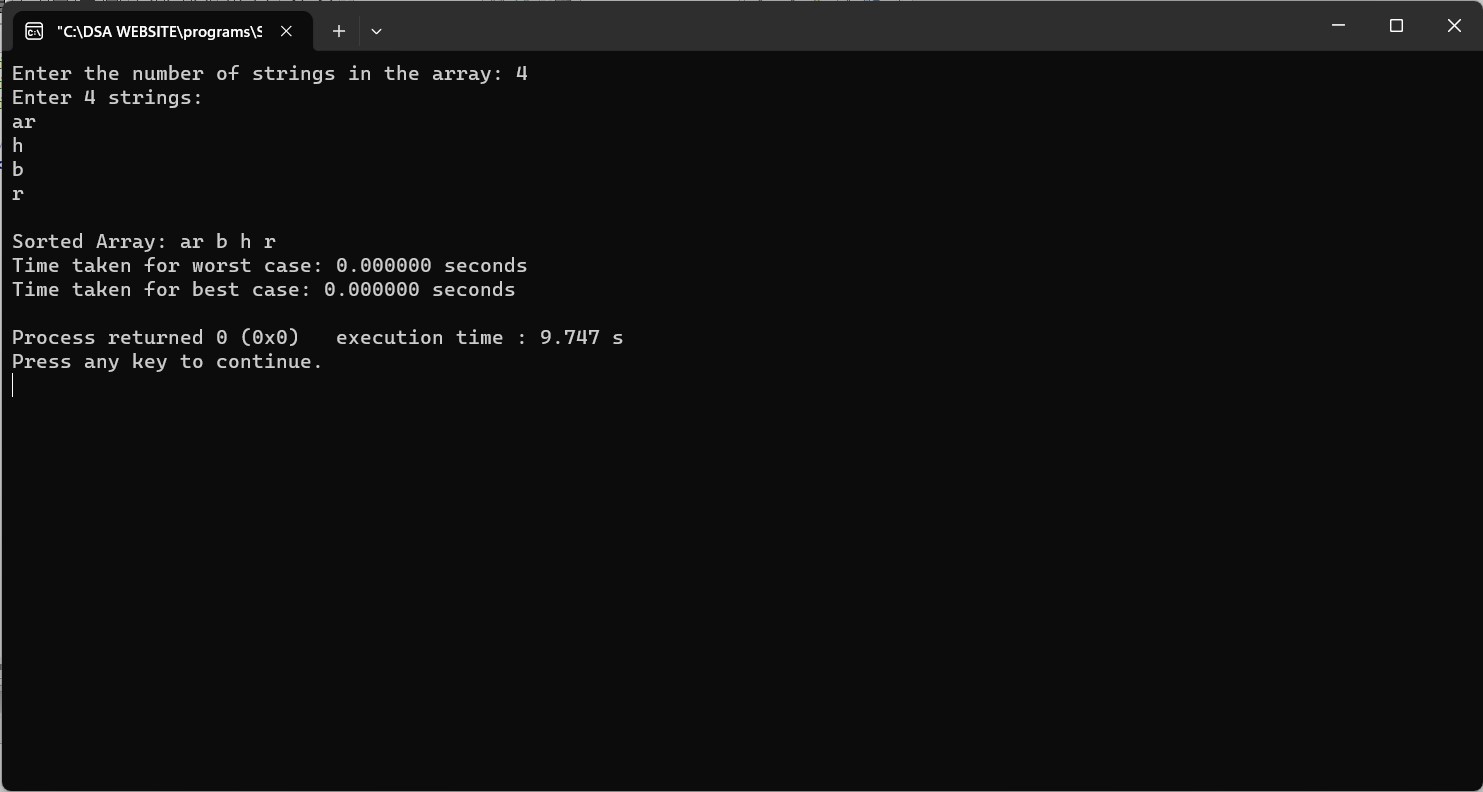 "C:\DSA WEBSITE\programs\S
Enter the number of strings in the array: 4
Enter 4 strings:
ar
h
b
r
Sorted Array: ar b h r
Time taken for worst case: 0.000000 seconds
Time taken for best case: 0.000000 seconds
Process returned 0 (0x0)   execution time : 9.747 s
Press any key to continue.